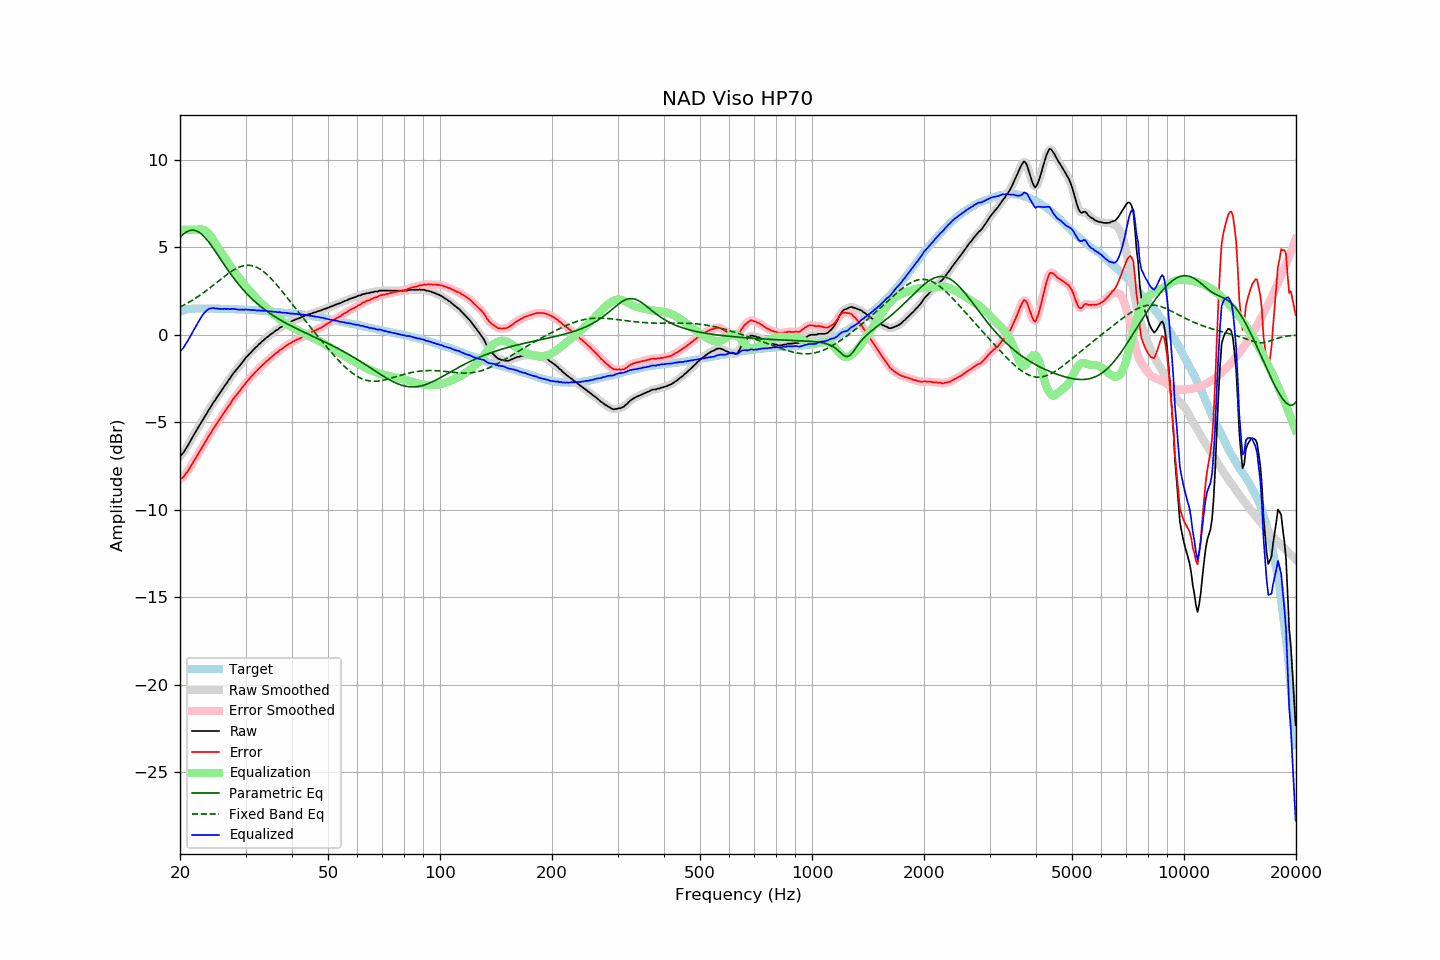 NAD Viso HP70
Amplitude (dBr)
10
5
0
−5
−10
−15
−20
−25
Target
Raw Smoothed
Error Smoothed
Raw
Error
Equalization
Parametric Eq
Fixed Band Eq
Equalized
20 50 100 200 500 1000 2000 5000 10000 20000
Frequency (Hz)